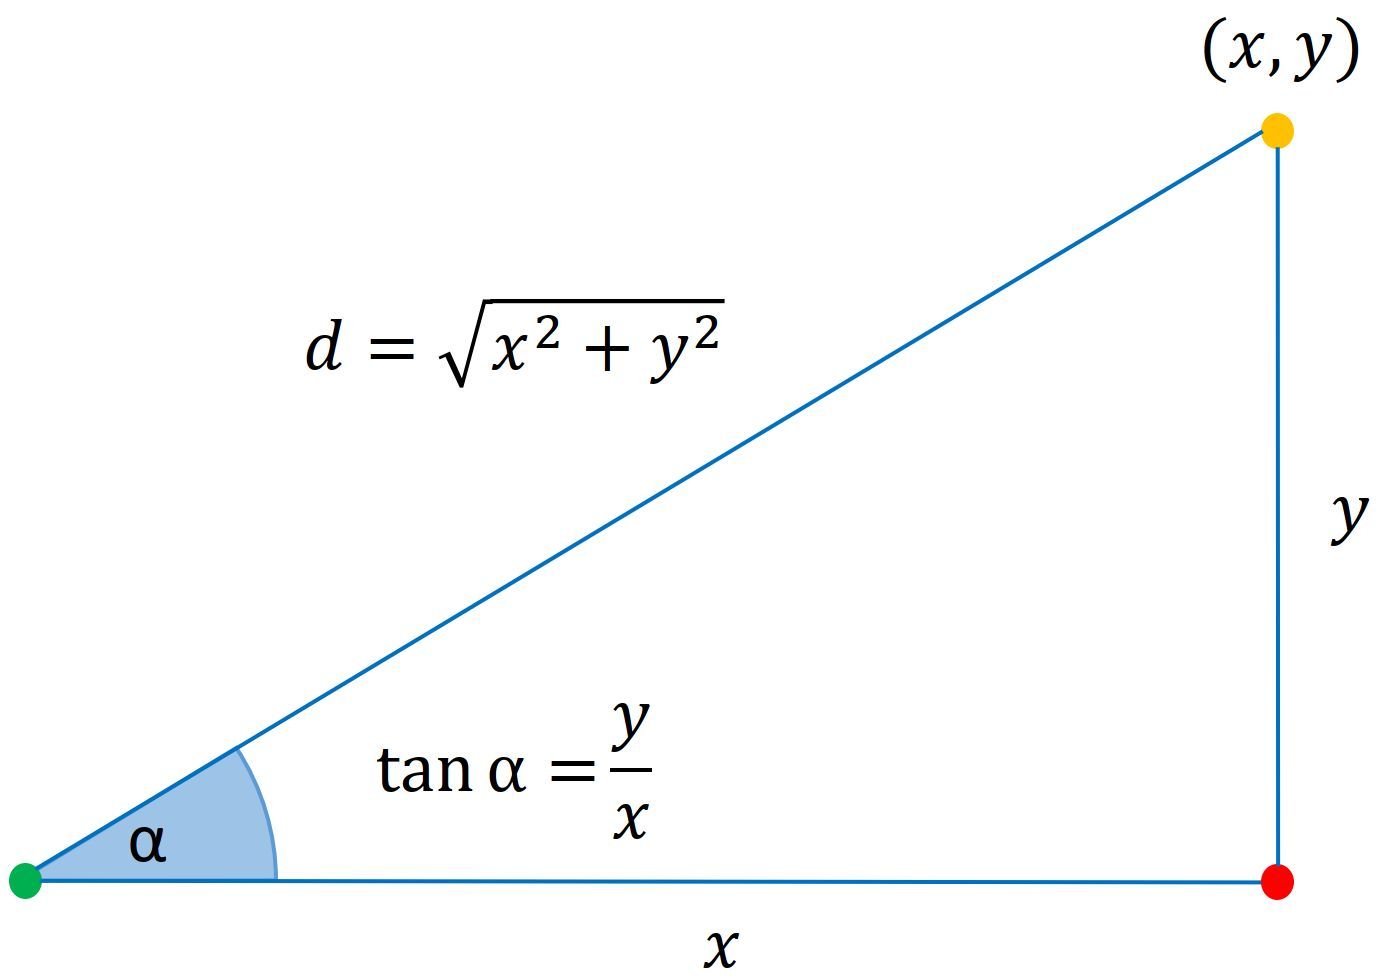 (x, y)
d = √x² + y²
y
tan α = y/x
α
x